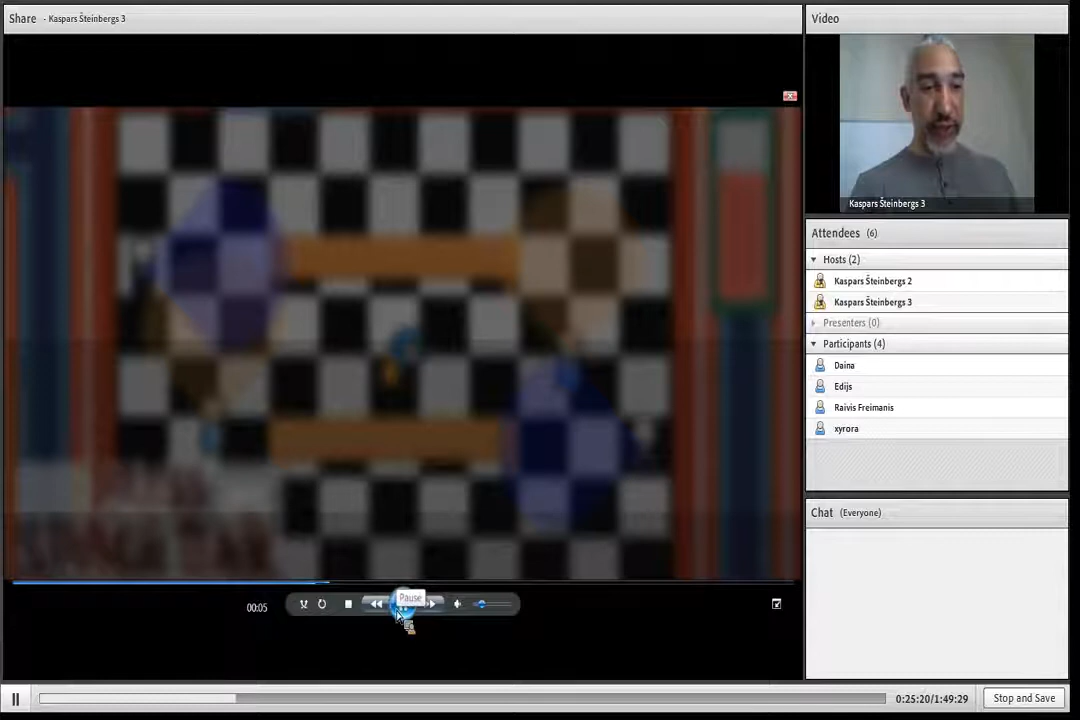 Share - Kaspars Šteinbergs 3
Video
Kaspars Šteinbergs 3
Attendees (6)
Hosts (2)
Kaspars Šteinbergs 2
Kaspars Šteinbergs 3
Presenters (0)
Participants (4)
Daina
Edijs
Raivis Freimanis
xyrora
Chat (Everyone)
Pause
00:05
0:25:20/1:49:29
Stop and Save